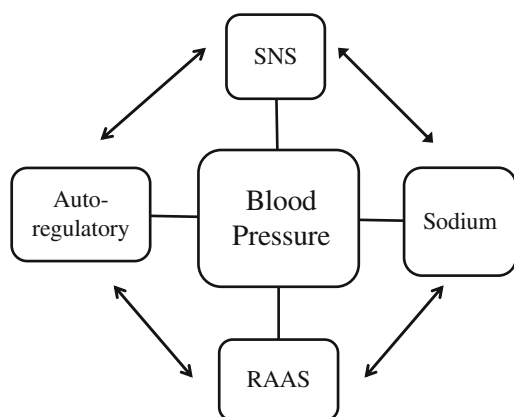 SNS
Auto-
regulatory
Blood
Pressure
Sodium
RAAS